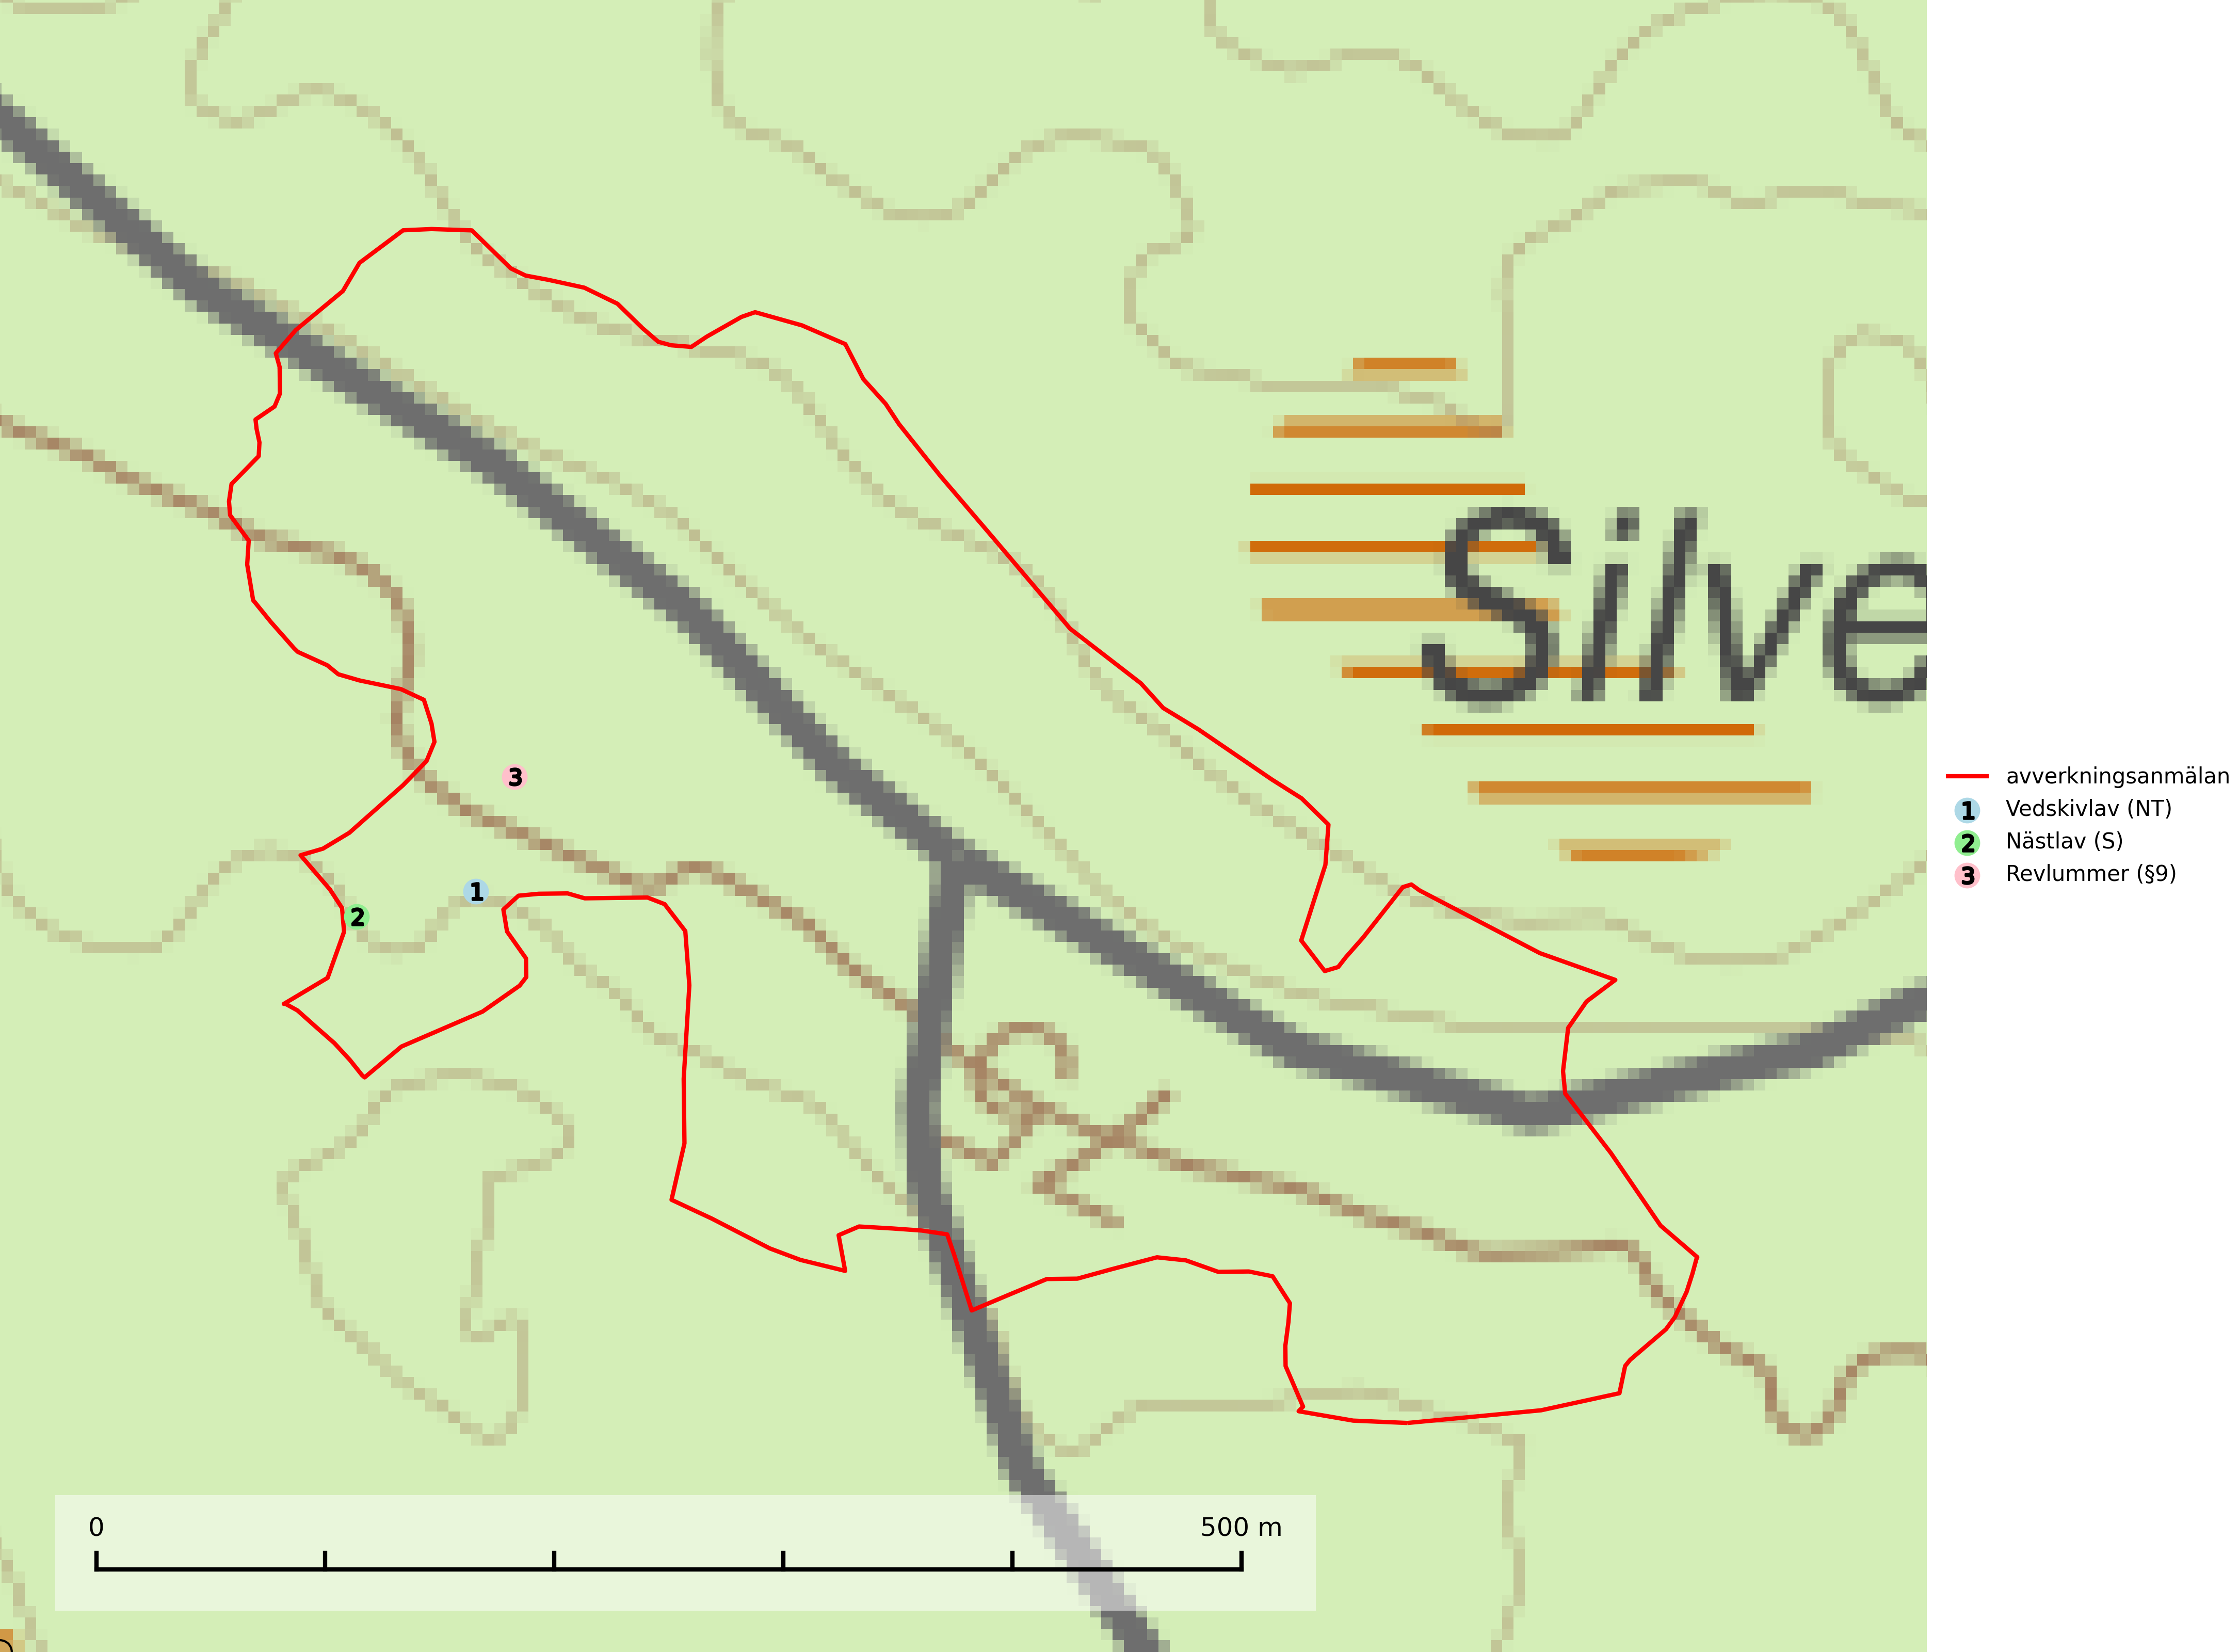 Silve
3
1
2
avverkningsanmälan
1 Vedskivlav (NT)
2 Nästlav (S)
3 Revlummer (§9)
0 500 m